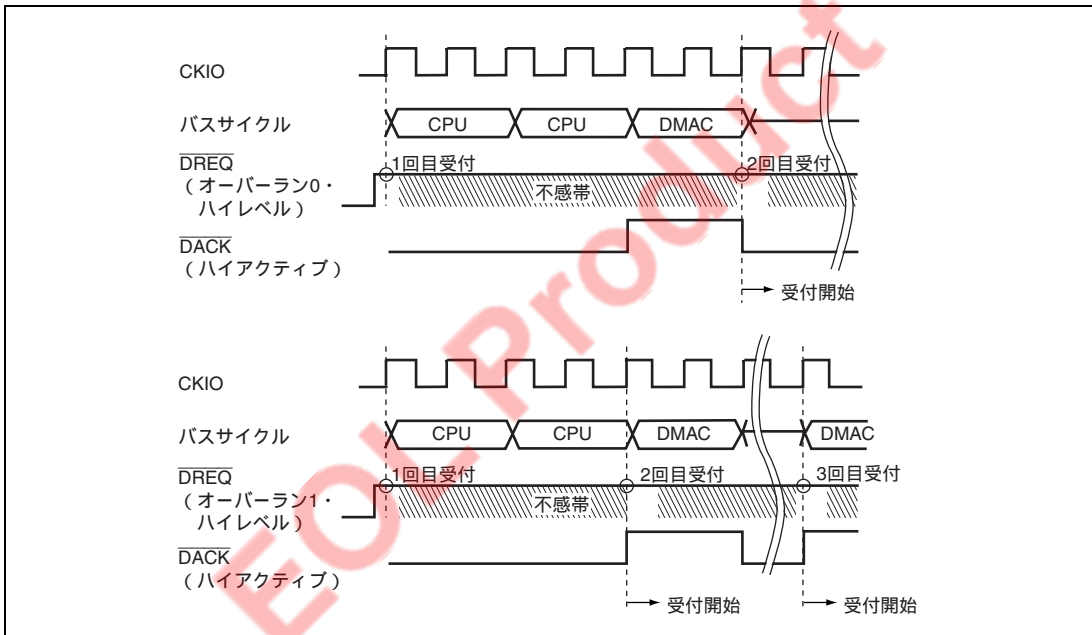 CKIO
バスサイクル CPU CPU DMAC
DREQ 1回目受付 2回目受付
（オーバーラン0・ 不感帯
ハイレベル）
DACK
（ハイアクティブ）
受付開始
CKIO
バスサイクル CPU CPU DMAC DMAC
DREQ 1回目受付 2回目受付 3回目受付
（オーバーラン1・ 不感帯
ハイレベル）
DACK
（ハイアクティブ）
受付開始 受付開始
EOL Product